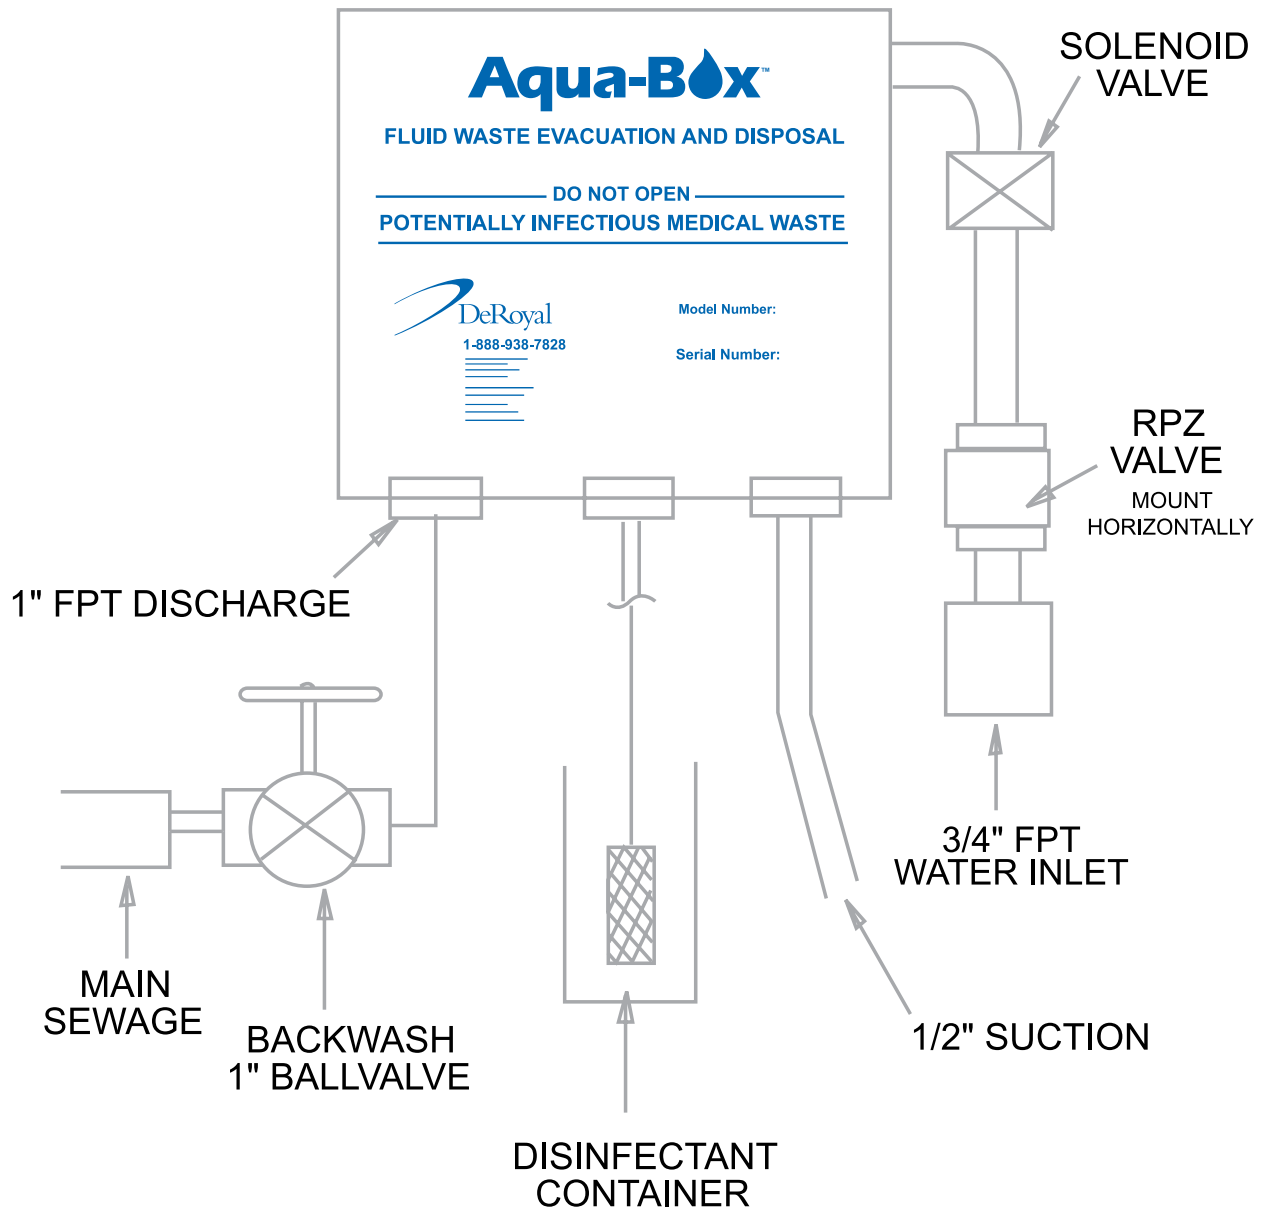 SOLENOID
VALVE
Aqua-Box™
FLUID WASTE EVACUATION AND DISPOSAL
DO NOT OPEN
POTENTIALLY INFECTIOUS MEDICAL WASTE
DeRoyal
1-888-938-7828
Model Number:
Serial Number:
RPZ
VALVE
MOUNT
HORIZONTALLY
1" FPT DISCHARGE
3/4" FPT
WATER INLET
MAIN
SEWAGE
BACKWASH
1" BALLVALVE
1/2" SUCTION
DISINFECTANT
CONTAINER